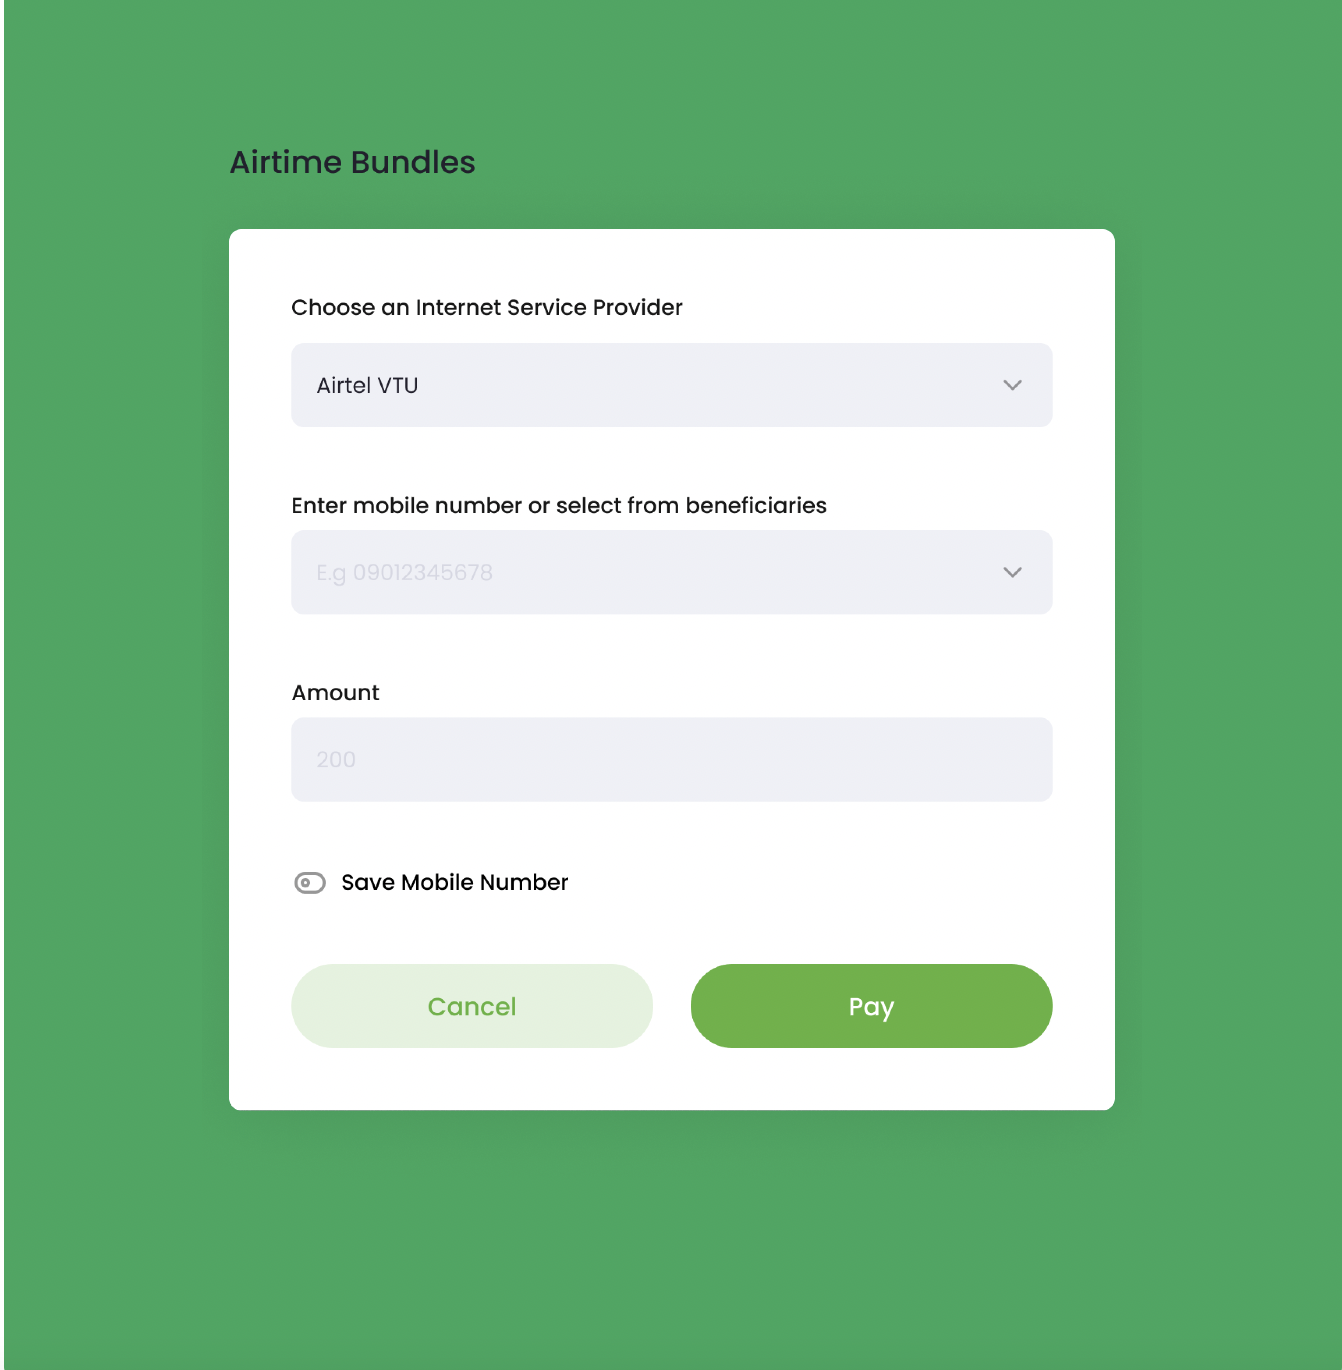 Airtime Bundles
Choose an Internet Service Provider
Airtel VTU
Enter mobile number or select from beneficiaries
E.g 09012345678
Amount
200
Save Mobile Number
Cancel
Pay